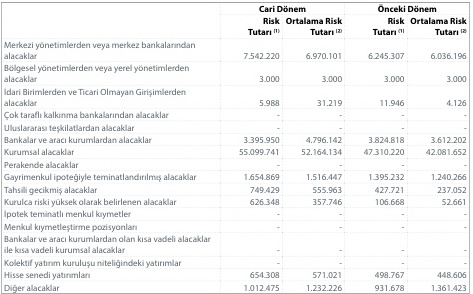 Cari Dönem Önceki Dönem
Risk Ortalama Risk Risk Ortalama Risk
Tutarı (1) Tutarı (2) Tutarı (1) Tutarı (2)
Merkezi yönetimlerden veya merkez bankalarından
alacaklar 7.542.220 6.970.101 6.245.307 6.036.196
Bölgesel yönetimlerden veya yerel yönetimlerden
alacaklar 3.000 3.000 3.000 3.000
İdari Birimlerden ve Ticari Olmayan Girişimlerden
alacaklar 5.988 31.219 11.946 4.126
Çok taraflı kalkınma bankalarından alacaklar - - - -
Uluslararası teşkilatlardan alacaklar - - - -
Bankalar ve aracı kurumlardan alacaklar 3.395.950 4.796.142 3.824.818 3.612.202
Kurumsal alacaklar 55.099.741 52.164.134 47.310.220 42.081.652
Perakende alacaklar - - - -
Gayrimenkul ipoteğiyle teminatlandırılmış alacaklar 1.654.869 1.516.447 1.395.232 1.240.266
Tahsili gecikmiş alacaklar 749.429 555.963 427.721 237.052
Kurulca riski yüksek olarak belirlenen alacaklar 626.348 357.746 106.668 52.661
İpotek teminatlı menkul kıymetler - - - -
Menkul kıymetleştirme pozisyonları - - - -
Bankalar ve aracı kurumlardan olan kısa vadeli alacaklar
ile kısa vadeli kurumsal alacaklar - - - -
Kolektif yatırım kuruluşu niteliğindeki yatırımlar - - - -
Hisse senedi yatırımları 654.308 571.021 498.767 448.606
Diğer alacaklar 1.012.475 1.232.226 931.678 1.361.423